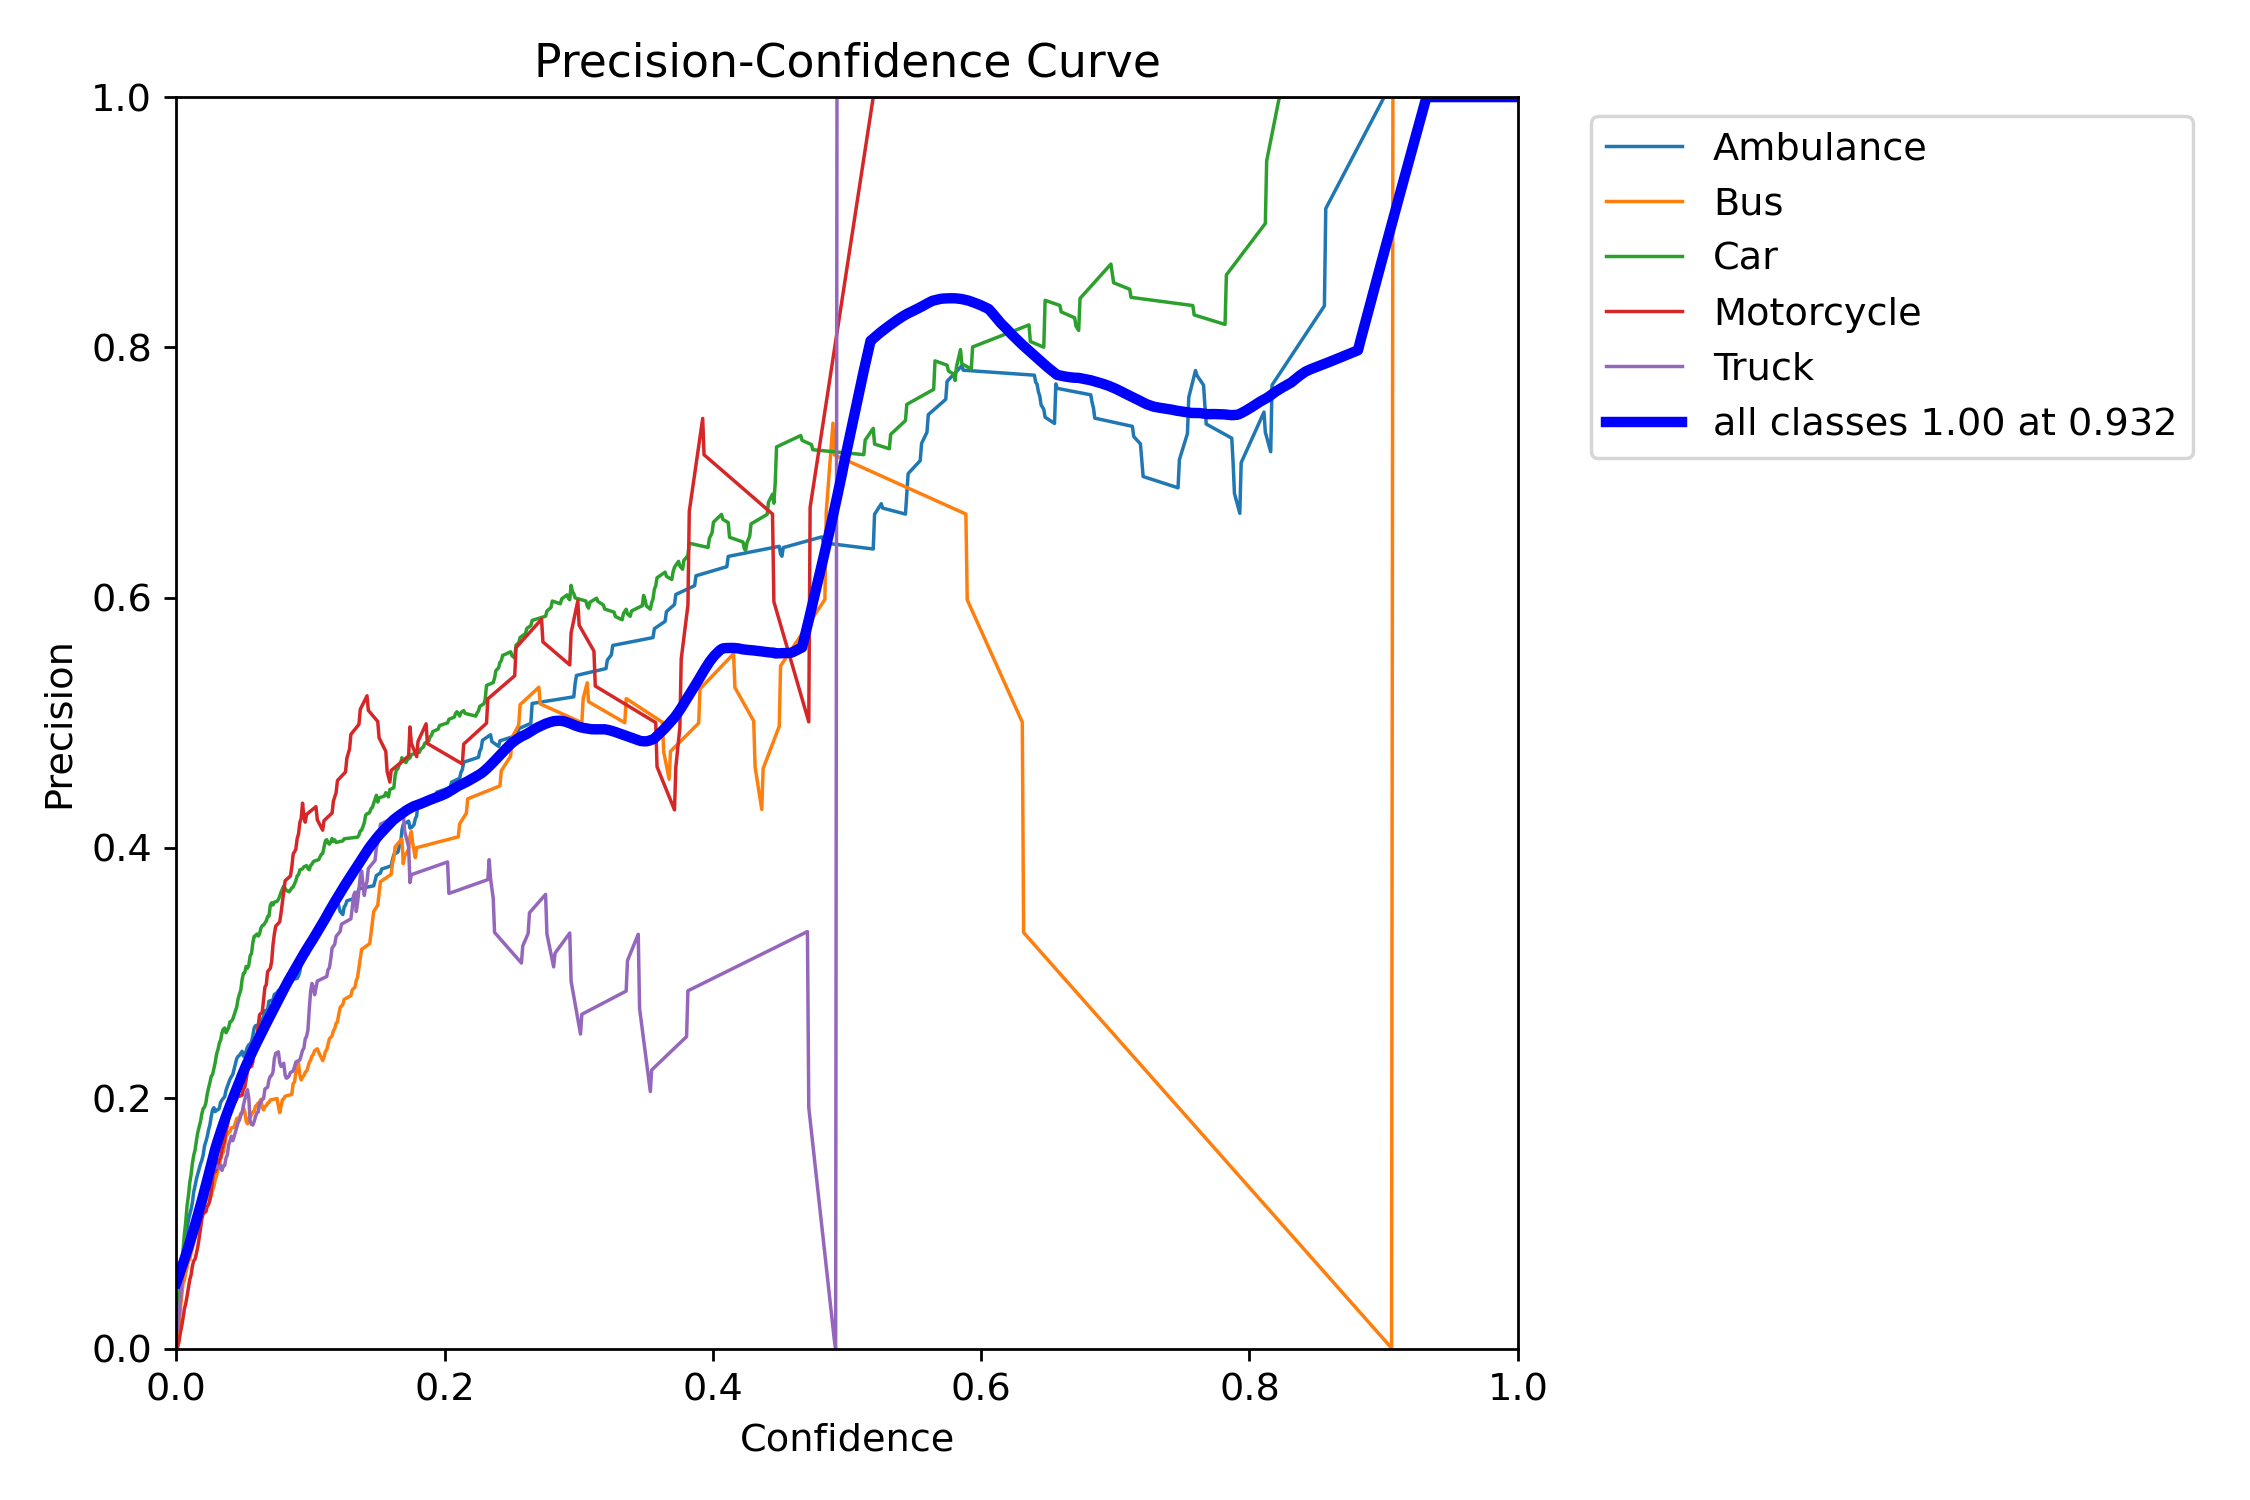 Precision-Confidence Curve
1.0
0.8
0.6
0.4
0.2
0.0
Precision
0.0 0.2 0.4 0.6 0.8 1.0
Confidence
Ambulance
Bus
Car
Motorcycle
Truck
all classes 1.00 at 0.932